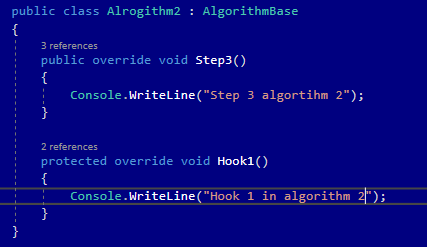 public class Alrogithm2 : AlgorithmBase
{
3 references
public override void Step3()
{
Console.WriteLine("Step 3 algortihm 2");
}
2 references
protected override void Hook1()
{
Console.WriteLine("Hook 1 in algorithm 2");
}
}